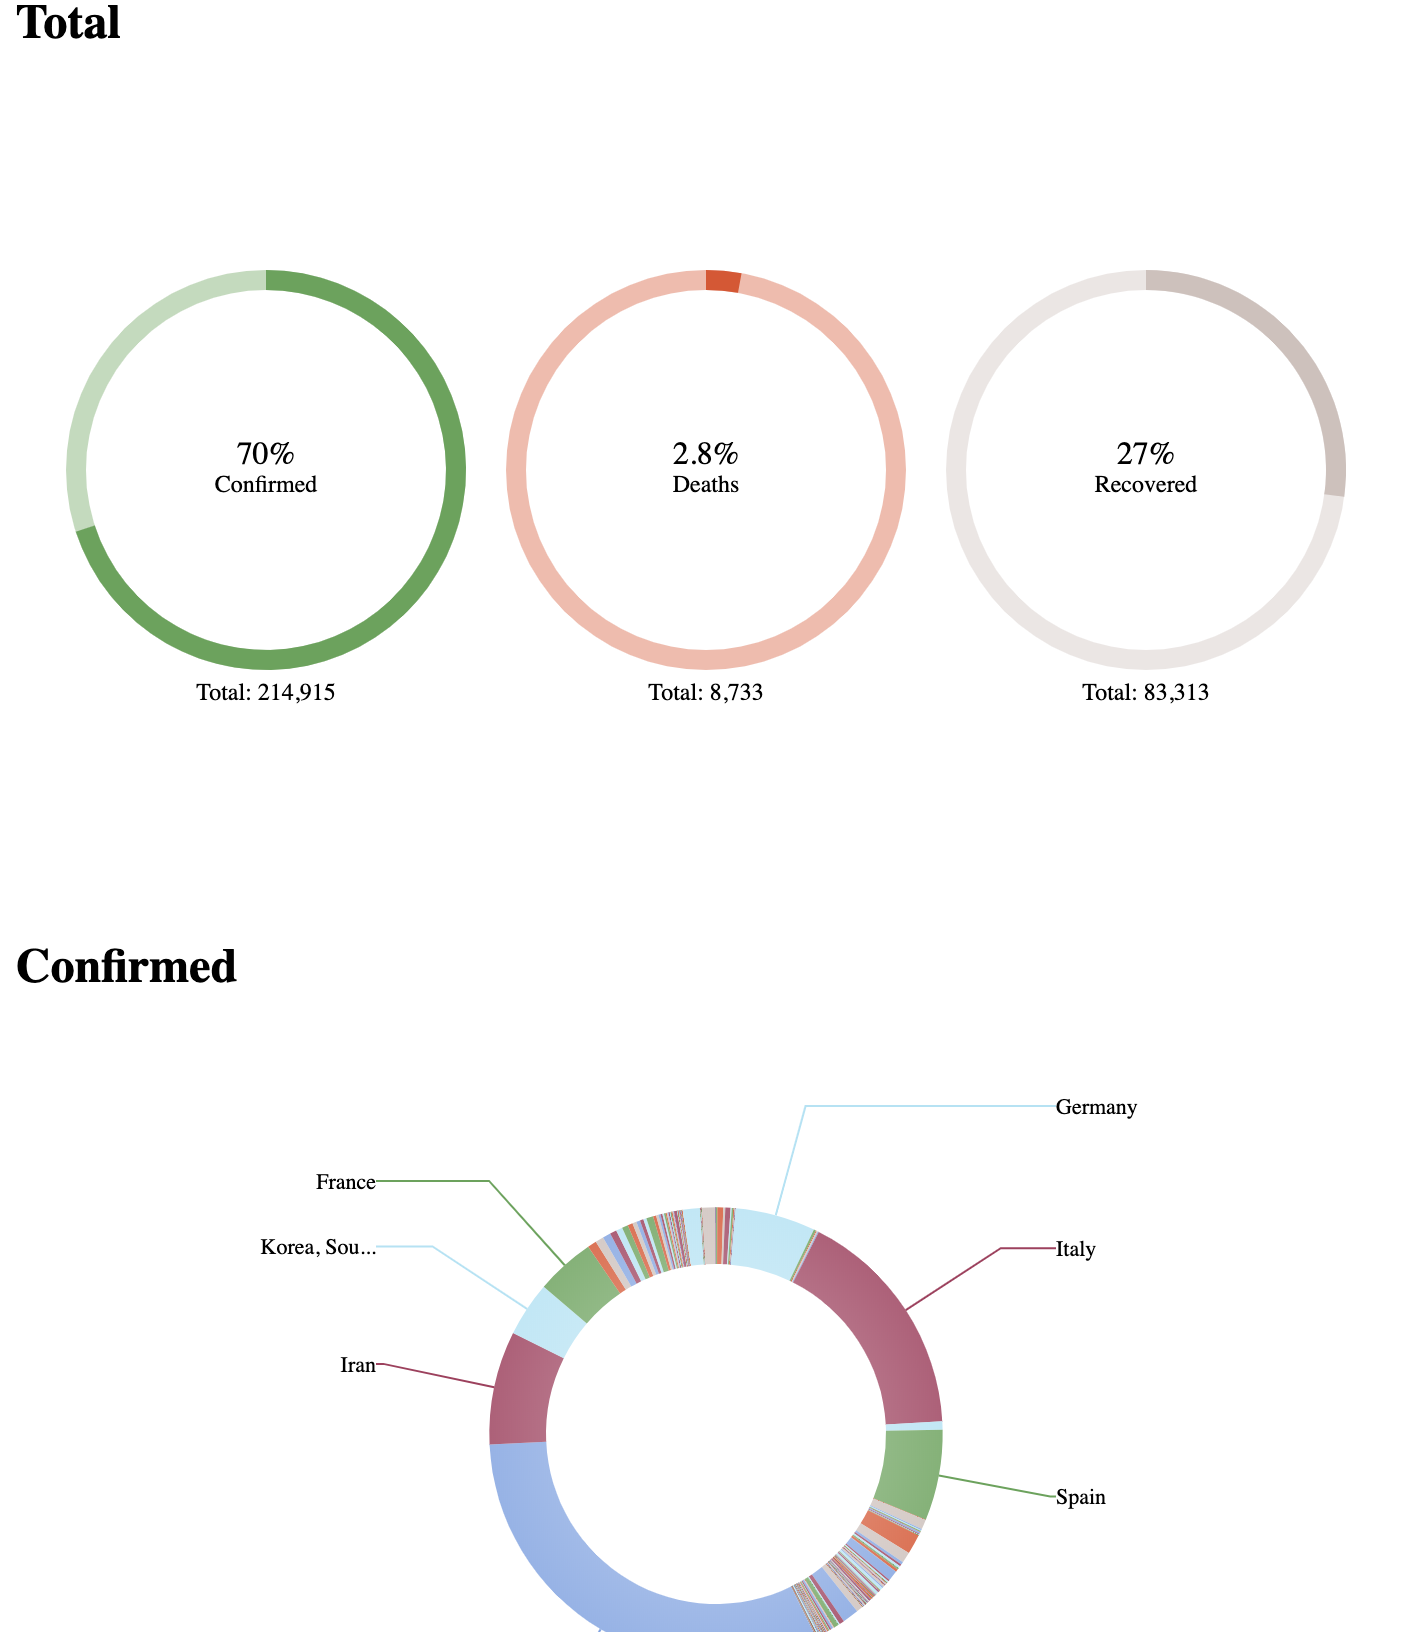 Total
70%
Confirmed
Total: 214,915
2.8%
Deaths
Total: 8,733
27%
Recovered
Total: 83,313
Confirmed
Germany
France
Korea, Sou...
Italy
Iran
Spain